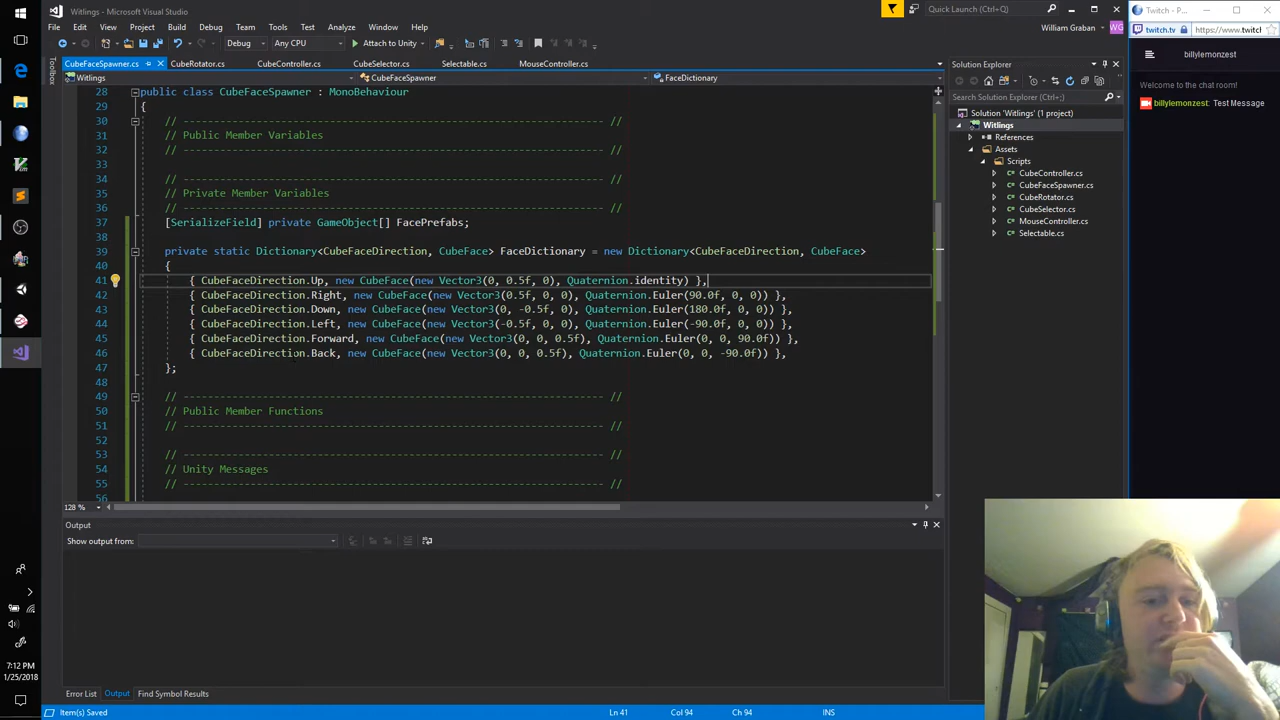 Witlings - Microsoft Visual Studio
Quick Launch (Ctrl+;)
File Edit View Project Build Debug Team Tools Test Analyze Window Help
William Graban WG
Debug Any CPU Attach to Unity
Toolbox
CubeFaceSpawner.cs CubeRotator.cs CubeController.cs CubeSelector.cs Selectable.cs MouseController.cs
Witlings CubeFaceSpawner FaceDictionary
28 public class CubeFaceSpawner : MonoBehaviour
29 {
30 // ---------------------------------------------------------------------- //
31 // Public Member Variables
32 // ---------------------------------------------------------------------- //
33
34 // ---------------------------------------------------------------------- //
35 // Private Member Variables
36 // ---------------------------------------------------------------------- //
37 [SerializeField] private GameObject[] FacePrefabs;
38
39 private static Dictionary<CubeFaceDirection, CubeFace> FaceDictionary = new Dictionary<CubeFaceDirection, CubeFace>
40 {
41 { CubeFaceDirection.Up, new CubeFace(new Vector3(0, 0.5f, 0), Quaternion.identity) },
42 { CubeFaceDirection.Right, new CubeFace(new Vector3(0.5f, 0, 0), Quaternion.Euler(90.0f, 0, 0)) },
43 { CubeFaceDirection.Down, new CubeFace(new Vector3(0, -0.5f, 0), Quaternion.Euler(180.0f, 0, 0)) },
44 { CubeFaceDirection.Left, new CubeFace(new Vector3(-0.5f, 0, 0), Quaternion.Euler(-90.0f, 0, 0)) },
45 { CubeFaceDirection.Forward, new CubeFace(new Vector3(0, 0, 0.5f), Quaternion.Euler(0, 0, 90.0f)) },
46 { CubeFaceDirection.Back, new CubeFace(new Vector3(0, 0, 0.5f), Quaternion.Euler(0, 0, -90.0f)) },
47 };
48
49 // ---------------------------------------------------------------------- //
50 // Public Member Functions
51 // ---------------------------------------------------------------------- //
52
53 // ---------------------------------------------------------------------- //
54 // Unity Messages
55 // ---------------------------------------------------------------------- //
56
128 %
Output
Show output from:
Error List Output Find Symbol Results
Item(s) Saved Ln 41 Col 94 Ch 94 INS
7:12 PM
1/25/2018
Solution Explorer
Search Solution Explorer (Ctrl+;)
Solution 'Witlings' (1 project)
Witlings
References
Assets
Scripts
CubeController.cs
CubeFaceSpawner.cs
CubeRotator.cs
CubeSelector.cs
MouseController.cs
Selectable.cs
Twitch - P...
twitch.tv https://www.twitcl
billylemonzest
Welcome to the chat room!
billylemonzest: Test Message